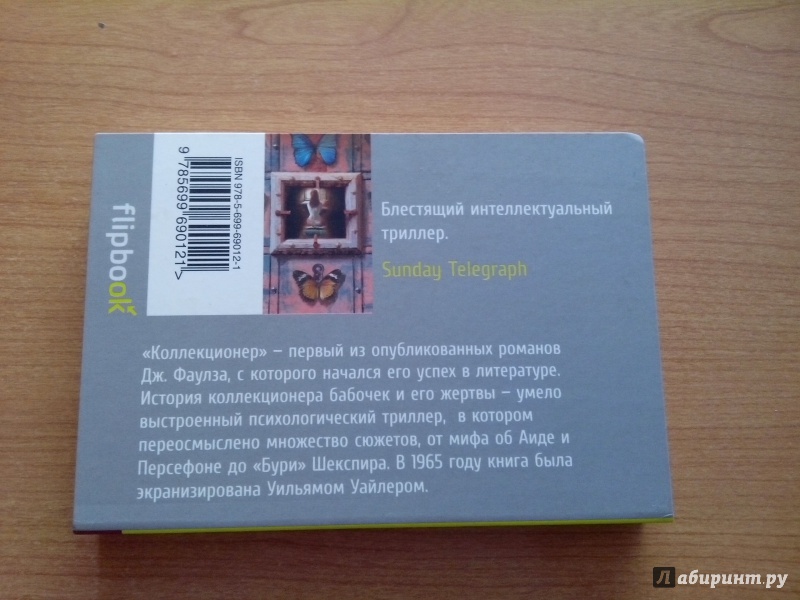 flipbook
ISBN 978-5-699-69012-1
9 785699 690121 >
Блестящий интеллектуальный
триллер.
Sunday Telegraph
«Коллекционер» – первый из опубликованных романов
Дж. Фаулза, с которого начался его успех в литературе.
История коллекционера бабочек и его жертвы – умело
выстроенный психологический триллер, в котором
переосмыслено множество сюжетов, от мифа об Аиде и
Персефоне до «Бури» Шекспира. В 1965 году книга была
экранизирована Уильямом Уайлером.
Лабиринт.ру